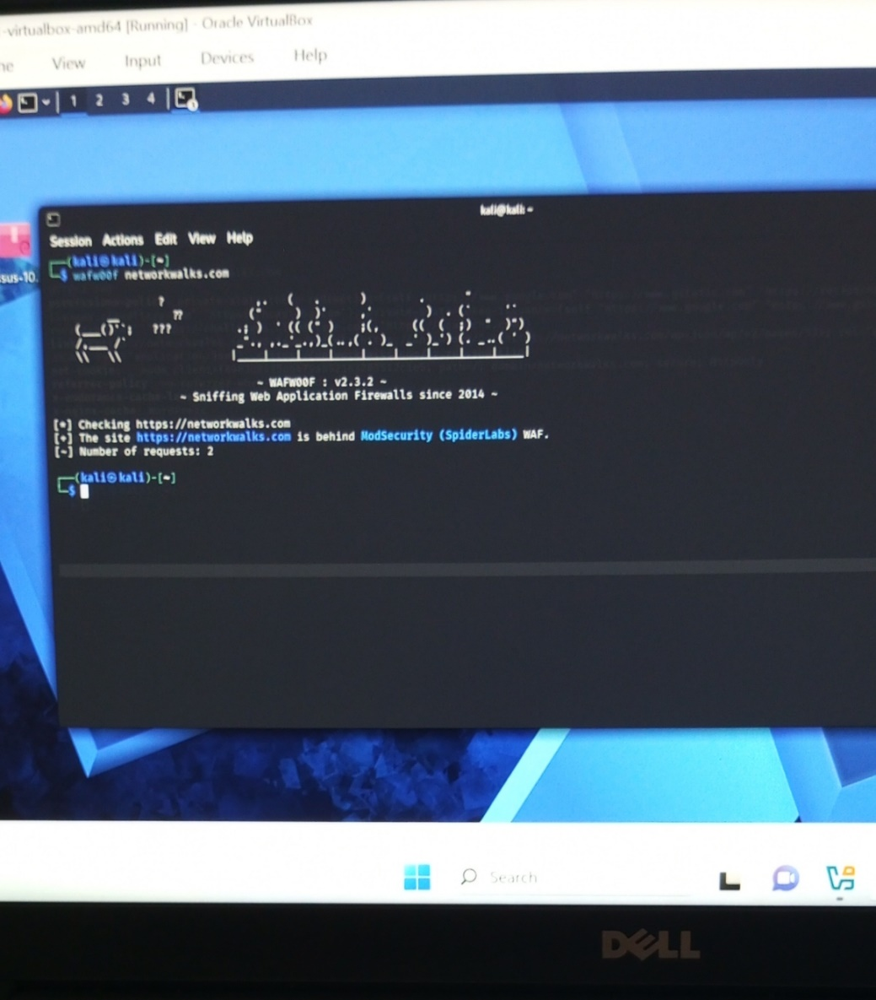 -virtualbox-amd64 [Running] - Oracle VirtualBox
ne View Input Devices Help
1 2 3 4
kali@kali: ~
Session Actions Edit View Help
(kali㉿kali)-[~]
$ wafw00f networkwalks.com
sus-10.
?
??
???
~ WAFW00F : v2.3.2 ~
~ Sniffing Web Application Firewalls since 2014 ~
[*] Checking https://networkwalks.com
[+] The site https://networkwalks.com is behind ModSecurity (SpiderLabs) WAF.
[~] Number of requests: 2
(kali㉿kali)-[~]
$
Search
DELL